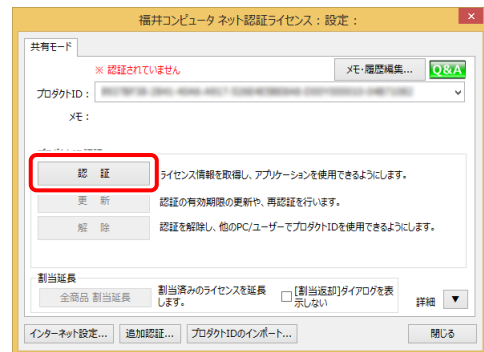 福井コンピュータ ネット認証ライセンス：設定：
×
共有モード
※ 認証されていません
メモ・履歴編集...
Q&A
プロダクトID：
メモ：
認　証
ライセンス情報を取得し、アプリケーションを使用できるようにします。
更　新
認証の有効期限の更新や、再認証を行います。
解　除
認証を解除し、他のPC/ユーザーでプロダクトIDを使用できるようにします。
割当延長
全商品 割当延長
割当済みのライセンスを延長します。
[割当返却]ダイアログを表示しない
詳細 ▼
インターネット設定...
追加認証...
プロダクトIDのインポート...
閉じる